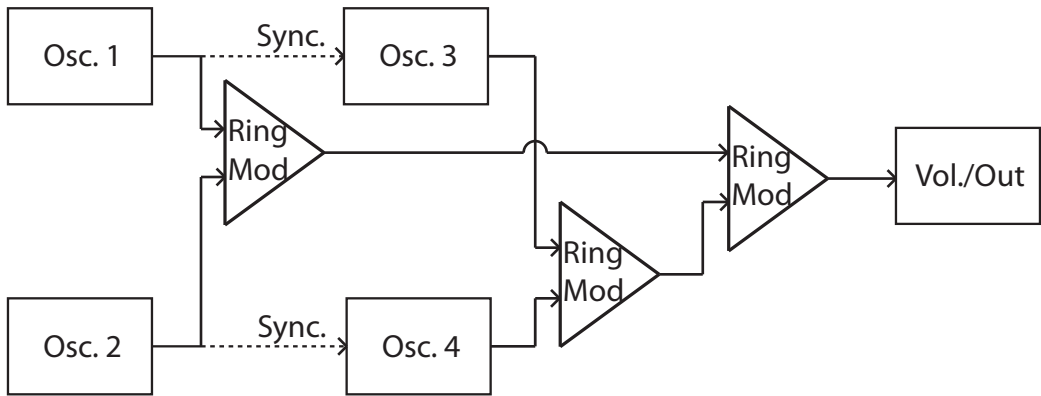 Osc. 1
Sync.
Osc. 3
Ring
Mod
Ring
Mod
Vol./Out
Ring
Mod
Osc. 2
Sync.
Osc. 4